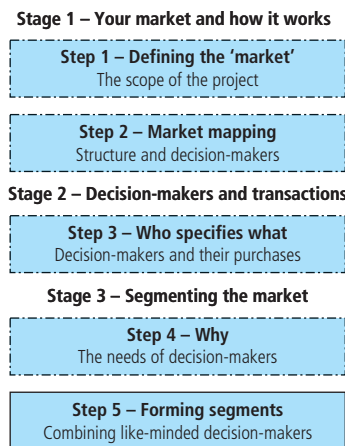 Stage 1 – Your market and how it works
Step 1 – Defining the ‘market’
The scope of the project
Step 2 – Market mapping
Structure and decision-makers
Stage 2 – Decision-makers and transactions
Step 3 – Who specifies what
Decision-makers and their purchases
Stage 3 – Segmenting the market
Step 4 – Why
The needs of decision-makers
Step 5 – Forming segments
Combining like-minded decision-makers